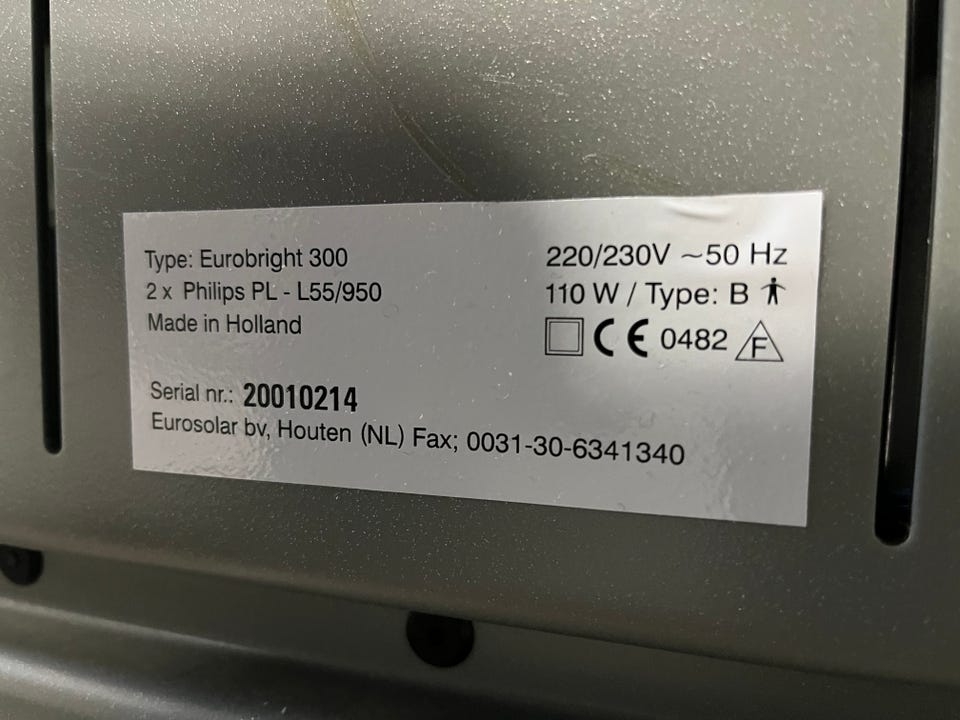 Type: Eurobright 300
2 x Philips PL - L55/950
Made in Holland
220/230V ~50 Hz
110 W / Type: B
CE 0482 F
Serial nr.: 20010214
Eurosolar bv, Houten (NL) Fax; 0031-30-6341340